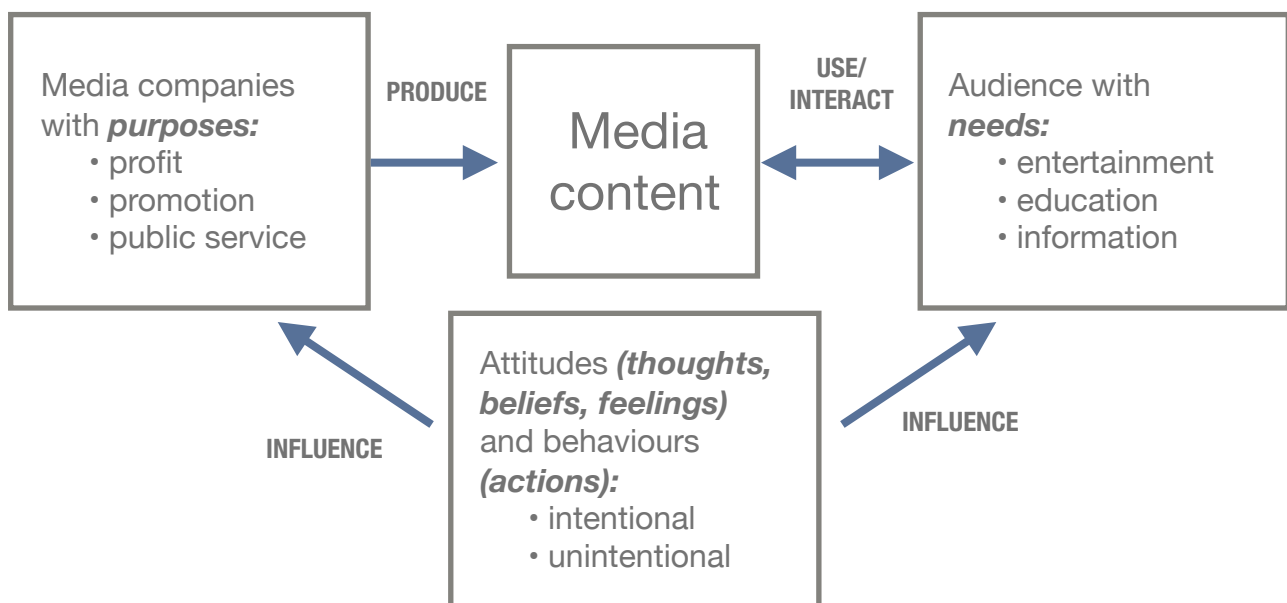 Media companies
with purposes:
• profit
• promotion
• public service
PRODUCE
Media
content
USE/
INTERACT
Audience with
needs:
• entertainment
• education
• information
INFLUENCE
Attitudes (thoughts,
beliefs, feelings)
and behaviours
(actions):
• intentional
• unintentional
INFLUENCE